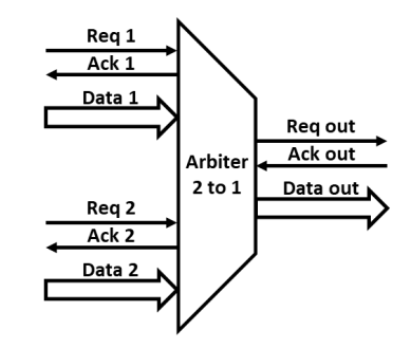 Req 1
Ack 1
Data 1
Req 2
Ack 2
Data 2
Arbiter
2 to 1
Req out
Ack out
Data out